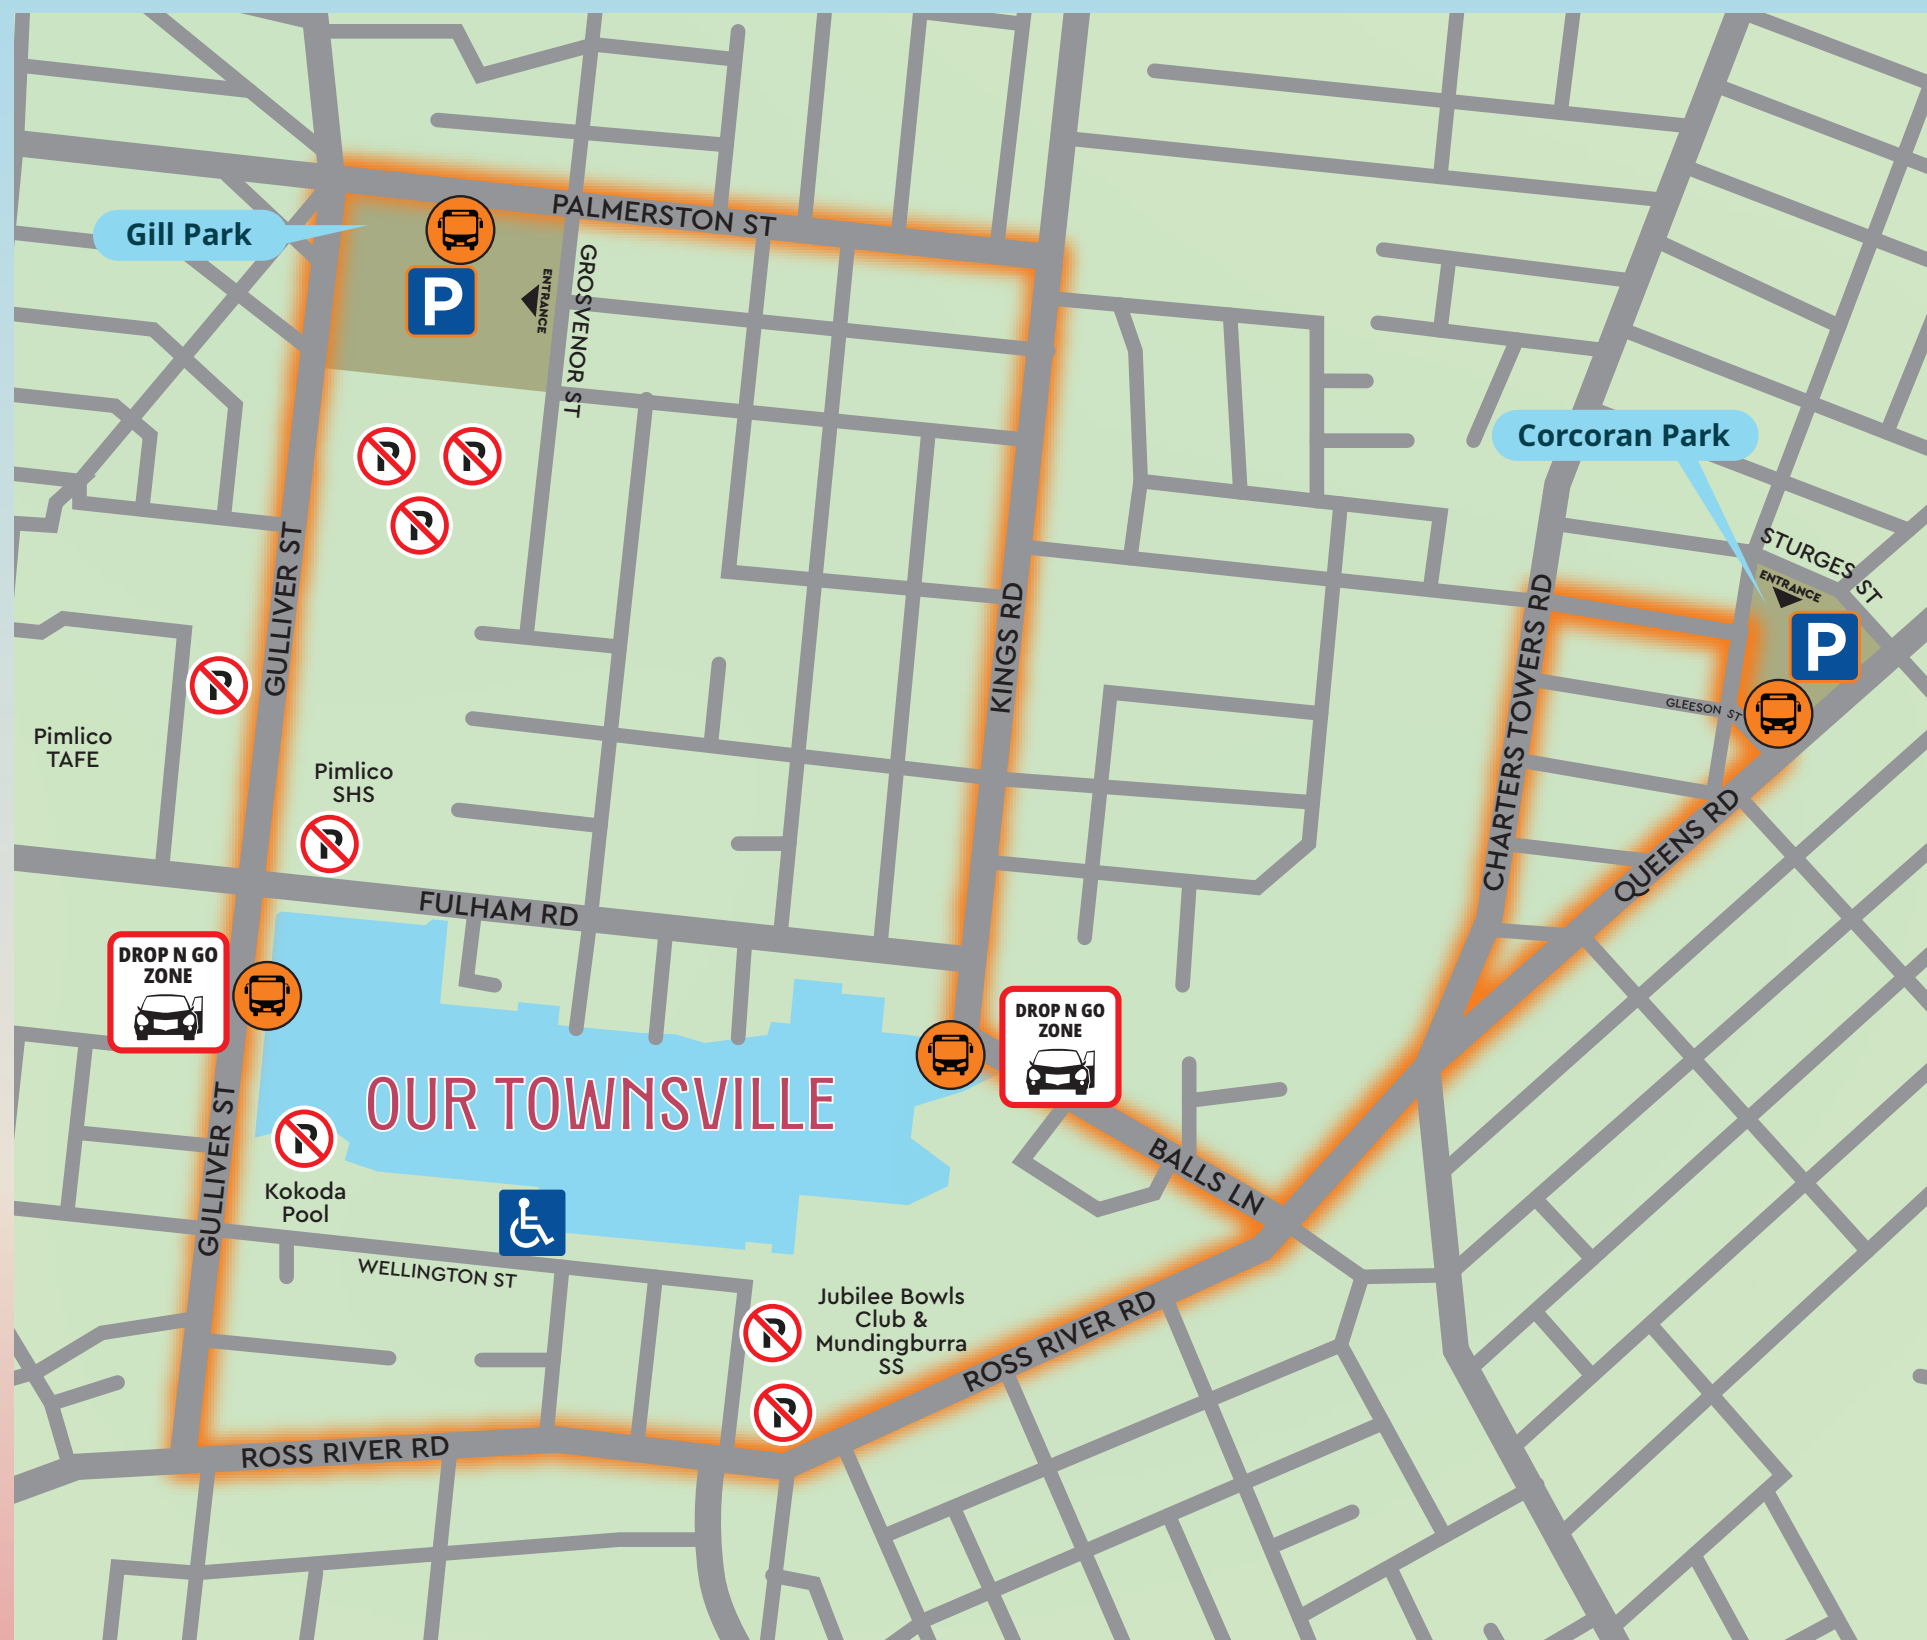 PALMERSTON ST
Gill Park
P
ENTRANCE
GROSVENOR ST
Corcoran Park
STURGES ST
ENTRANCE
P
P
P
P
GULLIVER ST
KINGS RD
CHARTERS TOWERS RD
P
GLEESON ST
Pimlico
TAFE
Pimlico
SHS
P
QUEENS RD
FULHAM RD
DROP N GO
ZONE
DROP N GO
ZONE
OUR TOWNSVILLE
GULLIVER ST
P
Kokoda
Pool
BALLS LN
WELLINGTON ST
P
Jubilee Bowls
Club &
Mundingburra
SS
ROSS RIVER RD
P
ROSS RIVER RD